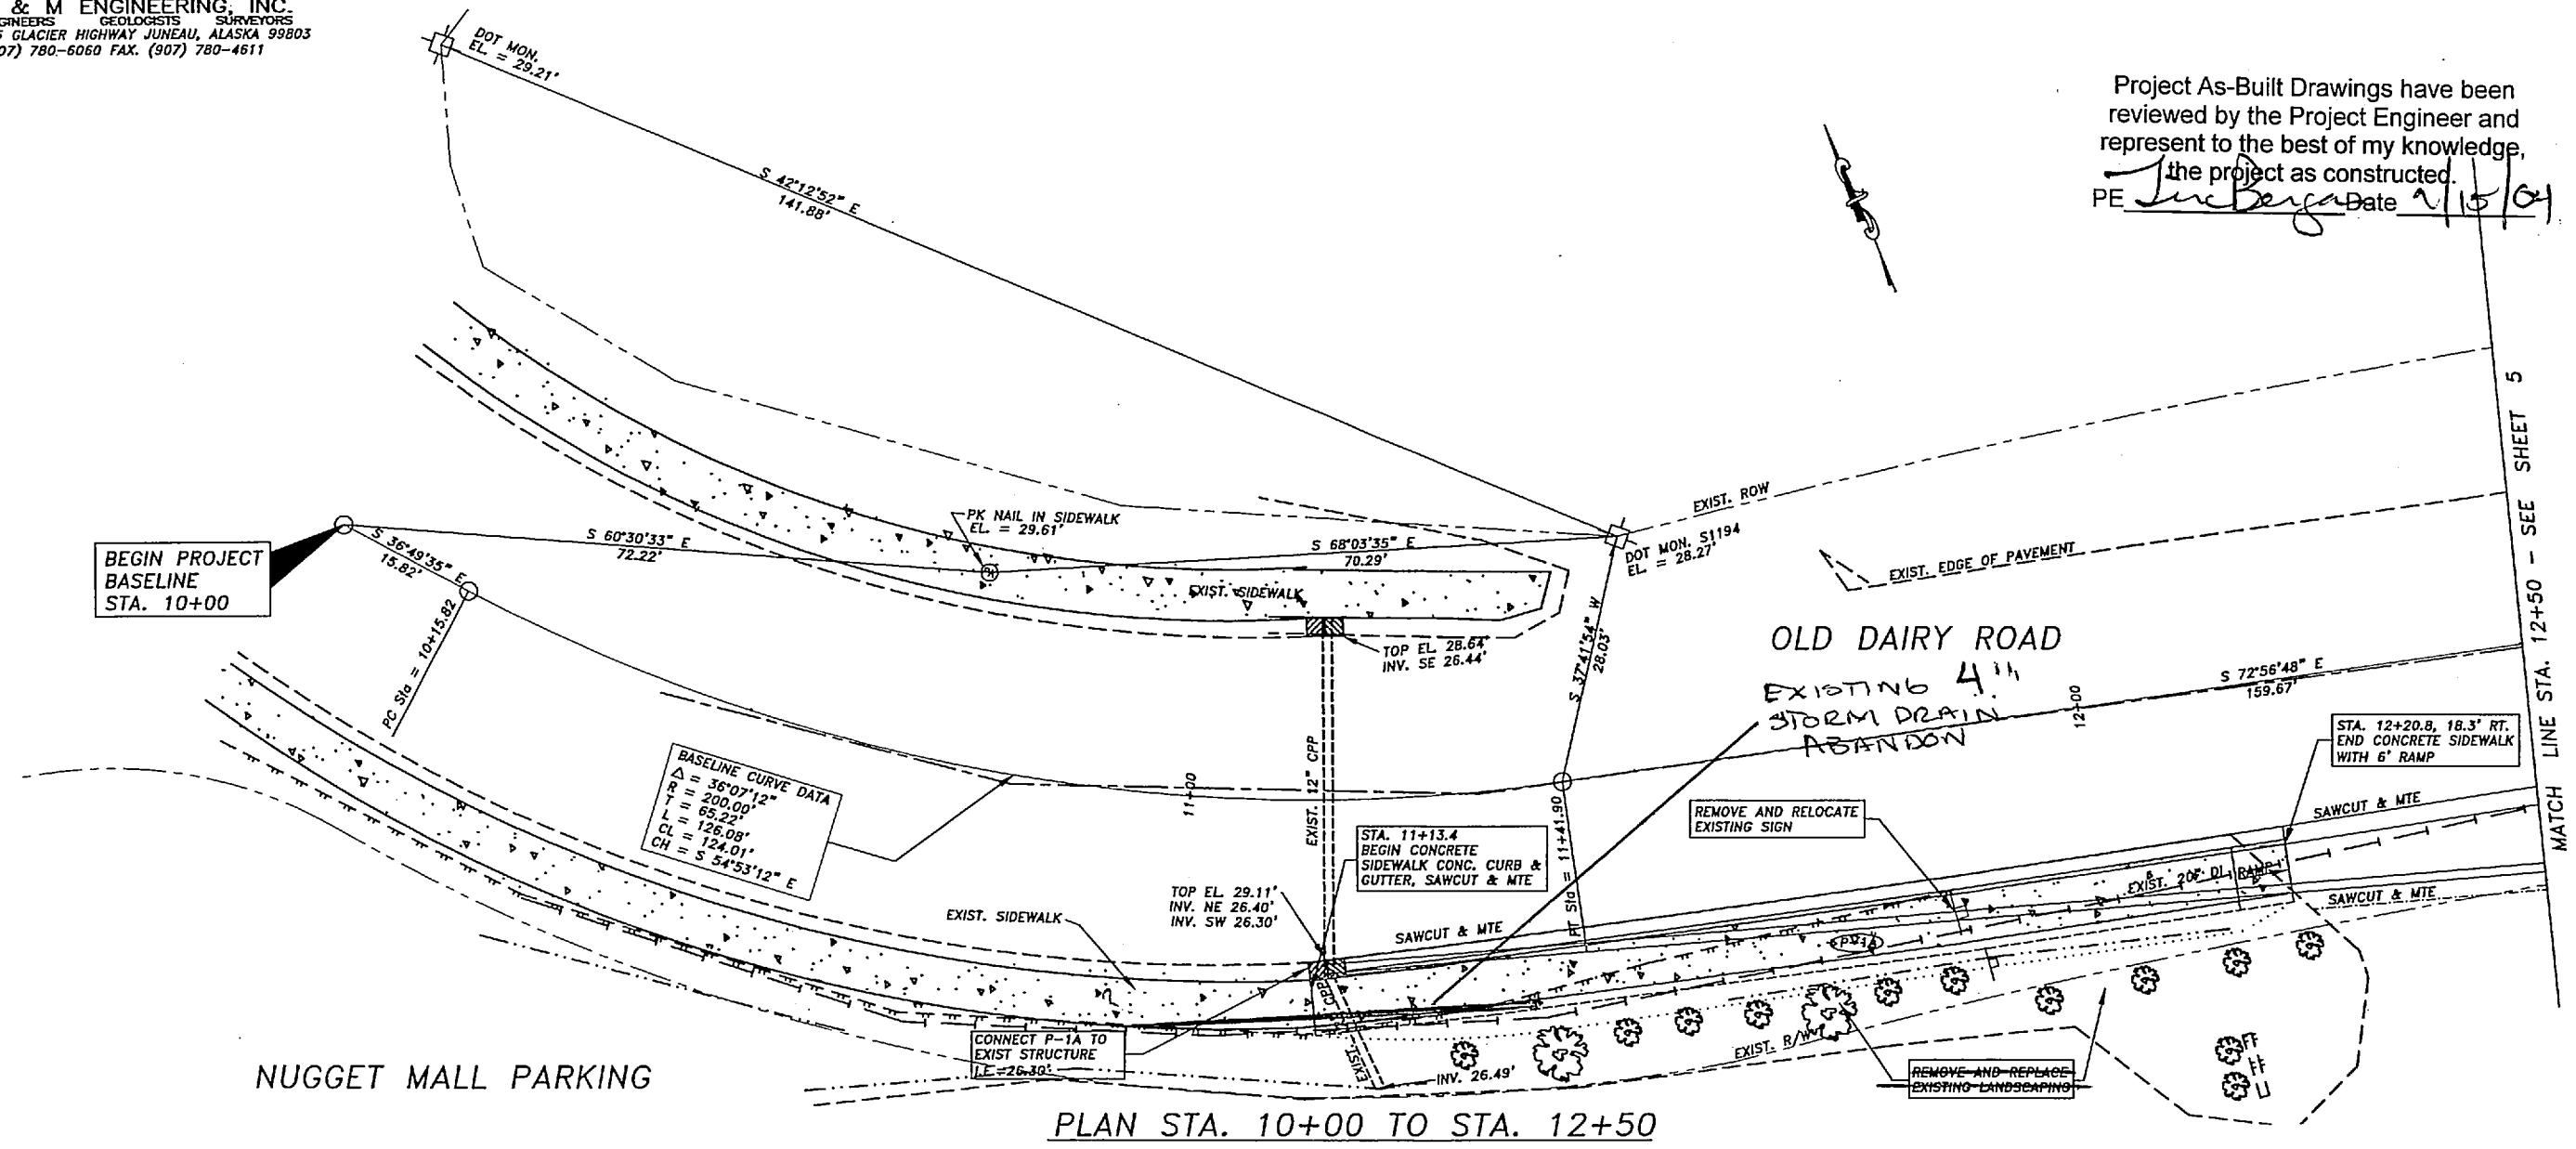 & M ENGINEERING, INC.
GINEERS GEOLOGISTS SURVEYORS
GLACIER HIGHWAY JUNEAU, ALASKA 99803
07) 780-6060 FAX. (907) 780-4611
DOT MON.
EL. = 29.21'
S 42°12'52" E
141.88'
Project As-Built Drawings have been
reviewed by the Project Engineer and
represent to the best of my knowledge,
the project as constructed.
PE Date 9/15/04
BEGIN PROJECT
BASELINE
STA. 10+00
S 36°49'35" E
15.82'
PC Sta = 10+15.82
S 60°30'33" E
72.22'
PK NAIL IN SIDEWALK
EL. = 29.61'
PK
S 68°03'35" E
70.29'
EXIST. SIDEWALK
TOP EL. 28.64'
INV. SE 26.44'
DOT MON. S1194
EL. = 28.27'
S 37°41'54" W
28.03'
EXIST. ROW
EXIST. EDGE OF PAVEMENT
OLD DAIRY ROAD
EXISTING 4"
STORM DRAIN
ABANDON
12+00
S 72°56'48" E
159.67'
MATCH LINE STA. 12+50 - SEE SHEET 5
STA. 12+20.8, 18.3' RT.
END CONCRETE SIDEWALK
WITH 6' RAMP
BASELINE CURVE DATA
Δ = 36°07'12"
R = 200.00'
T = 65.22'
L = 126.08'
CL = 124.01'
CH = S 54°53'12" E
11+00
EXIST. 12" CPP
STA. 11+13.4
BEGIN CONCRETE
SIDEWALK CONC. CURB &
GUTTER, SAWCUT & MTE
PT Sta = 11+41.90
REMOVE AND RELOCATE
EXISTING SIGN
SAWCUT & MTE
EXIST. 20' DI
RAMP
SAWCUT & MTE
TOP EL. 29.11'
INV. NE 26.40'
INV. SW 26.30'
EXIST. SIDEWALK
SAWCUT & MTE
P-1A
CPP
EXIST.
CONNECT P-1A TO
EXIST STRUCTURE
I.E.=26.30'
INV. 26.49'
EXIST. R/W
REMOVE AND REPLACE
EXISTING LANDSCAPING
NUGGET MALL PARKING
PLAN STA. 10+00 TO STA. 12+50